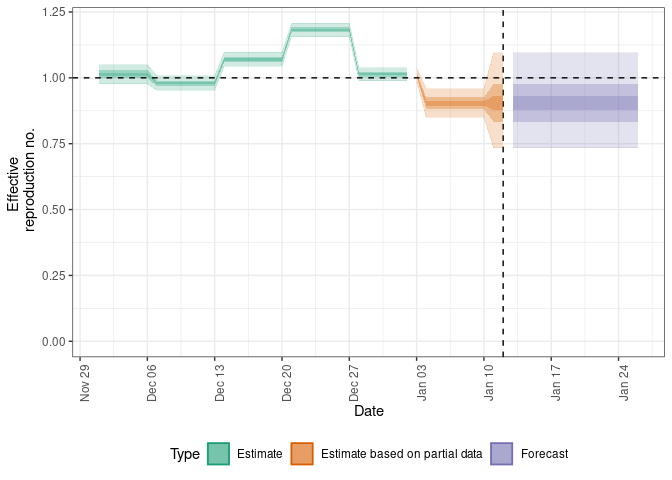 1.25
1.00
0.75
0.50
0.25
0.00
Effective
reproduction no.
Nov 29
Dec 06
Dec 13
Dec 20
Dec 27
Jan 03
Jan 10
Jan 17
Jan 24
Date
Type Estimate Estimate based on partial data Forecast